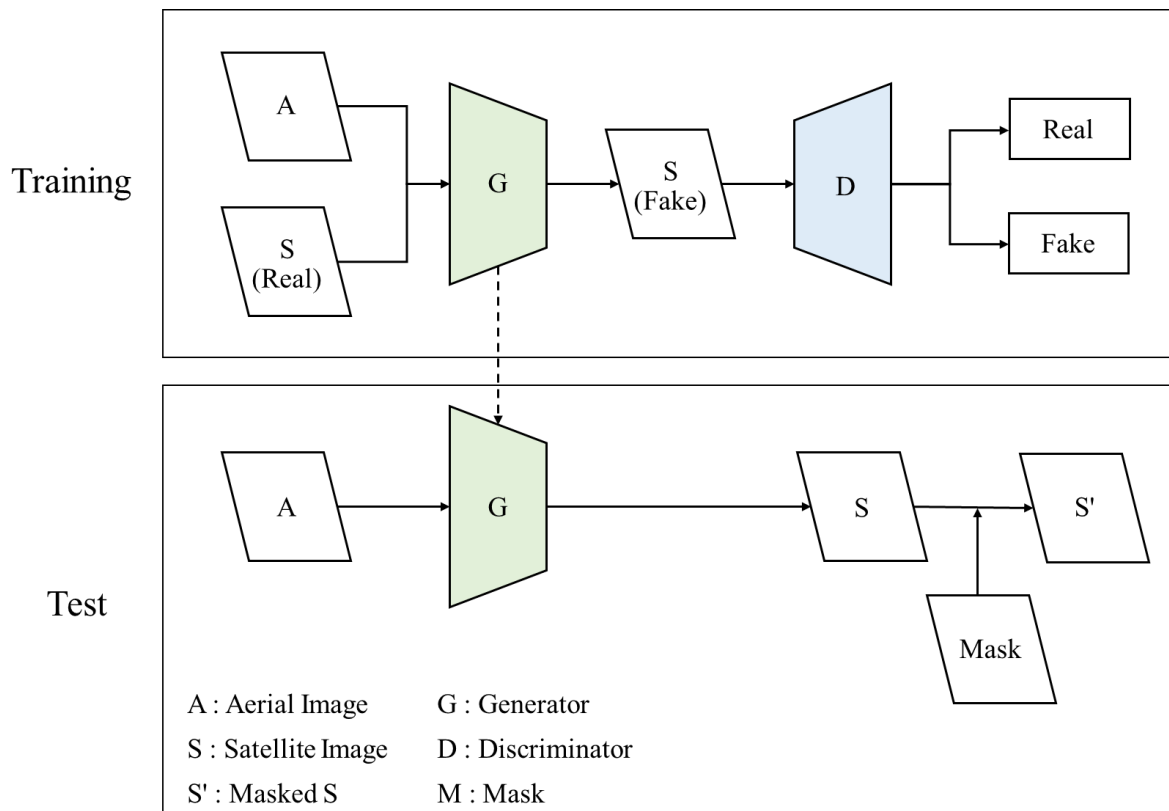 Training
A
S
(Real)
G
S
(Fake)
D
Real
Fake
Test
A
G
S
S'
Mask
A : Aerial Image
G : Generator
S : Satellite Image
D : Discriminator
S' : Masked S
M : Mask